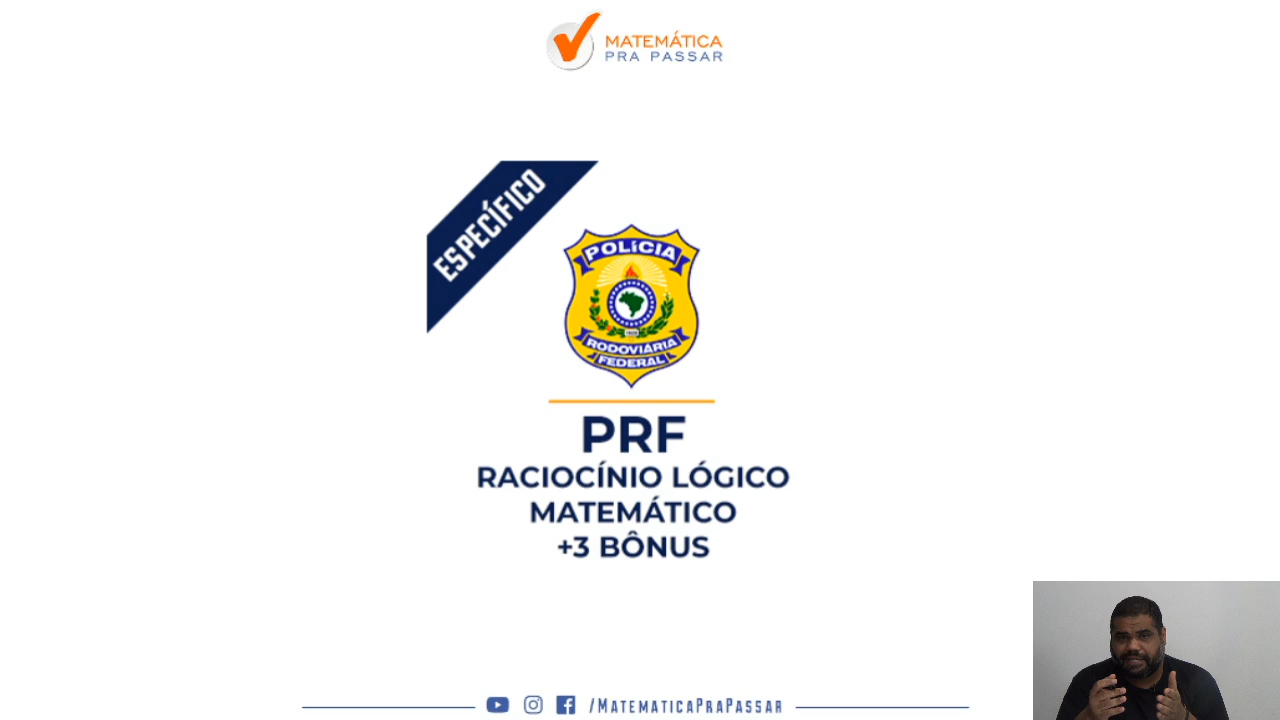 MATEMÁTICA
PRA PASSAR
ESPECÍFICO
POLÍCIA
RODOVIÁRIA
FEDERAL
PRF
RACIOCÍNIO LÓGICO
MATEMÁTICO
+3 BÔNUS
/MATEMATICAPRAPASSAR